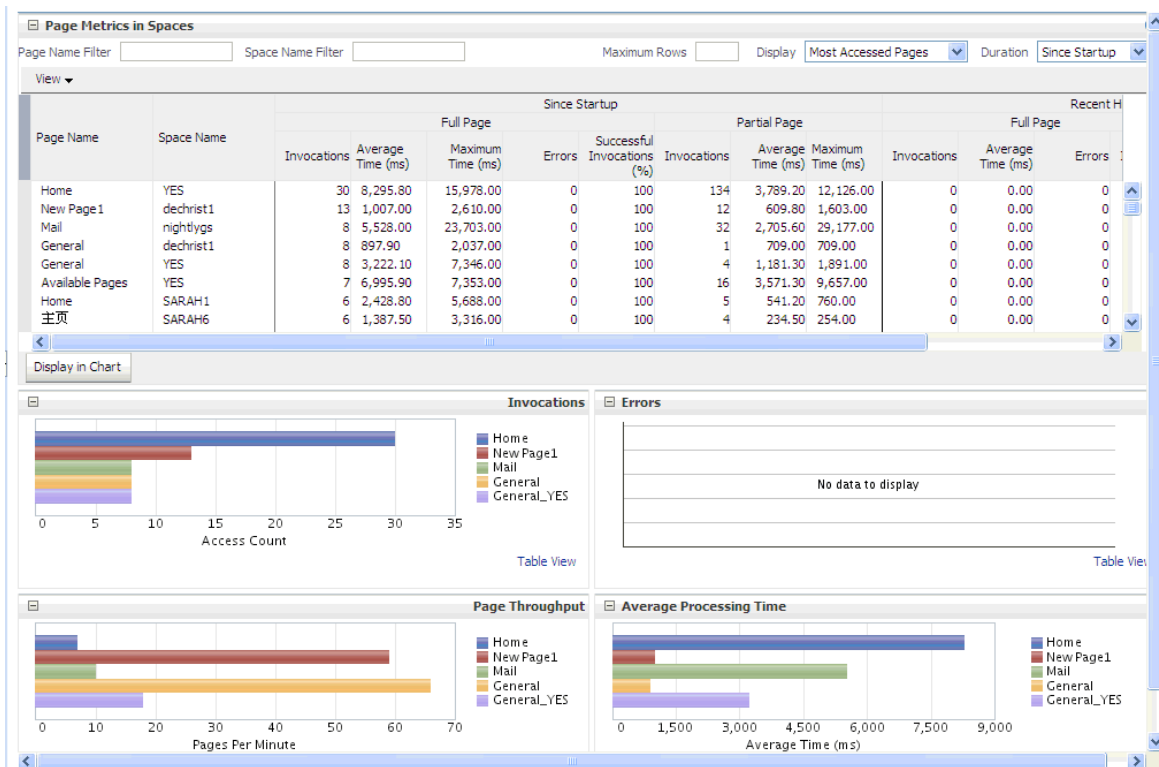 Page Metrics in Spaces
Page Name Filter Space Name Filter Maximum Rows Display Most Accessed Pages Duration Since Startup
View
Since Startup Recent H
Full Page Partial Page Full Page
Page Name Space Name Invocations Average Time (ms) Maximum Time (ms) Errors Successful Invocations (%) Invocations Average Time (ms) Maximum Time (ms) Invocations Average Time (ms) Errors
Home YES 30 8,295.80 15,978.00 0 100 134 3,789.20 12,126.00 0 0.00 0
New Page1 dechrist1 13 1,007.00 2,610.00 0 100 12 609.80 1,603.00 0 0.00 0
Mail nightlygs 8 5,528.00 23,703.00 0 100 32 2,705.60 29,177.00 0 0.00 0
General dechrist1 8 897.90 2,037.00 0 100 1 709.00 709.00 0 0.00 0
General YES 8 3,222.10 7,346.00 0 100 4 1,181.30 1,891.00 0 0.00 0
Available Pages YES 7 6,995.90 7,353.00 0 100 16 3,571.30 9,657.00 0 0.00 0
Home SARAH1 6 2,428.80 5,688.00 0 100 5 541.20 760.00 0 0.00 0
主页 SARAH6 6 1,387.50 3,316.00 0 100 4 234.50 254.00 0 0.00 0
Display in Chart
Invocations
Home
New Page1
Mail
General
General_YES
0 5 10 15 20 25 30 35
Access Count
Table View
Errors
No data to display
Table View
Page Throughput
Home
New Page1
Mail
General
General_YES
0 10 20 30 40 50 60 70
Pages Per Minute
Average Processing Time
Home
New Page1
Mail
General
General_YES
0 1,500 3,000 4,500 6,000 7,500 9,000
Average Time (ms)